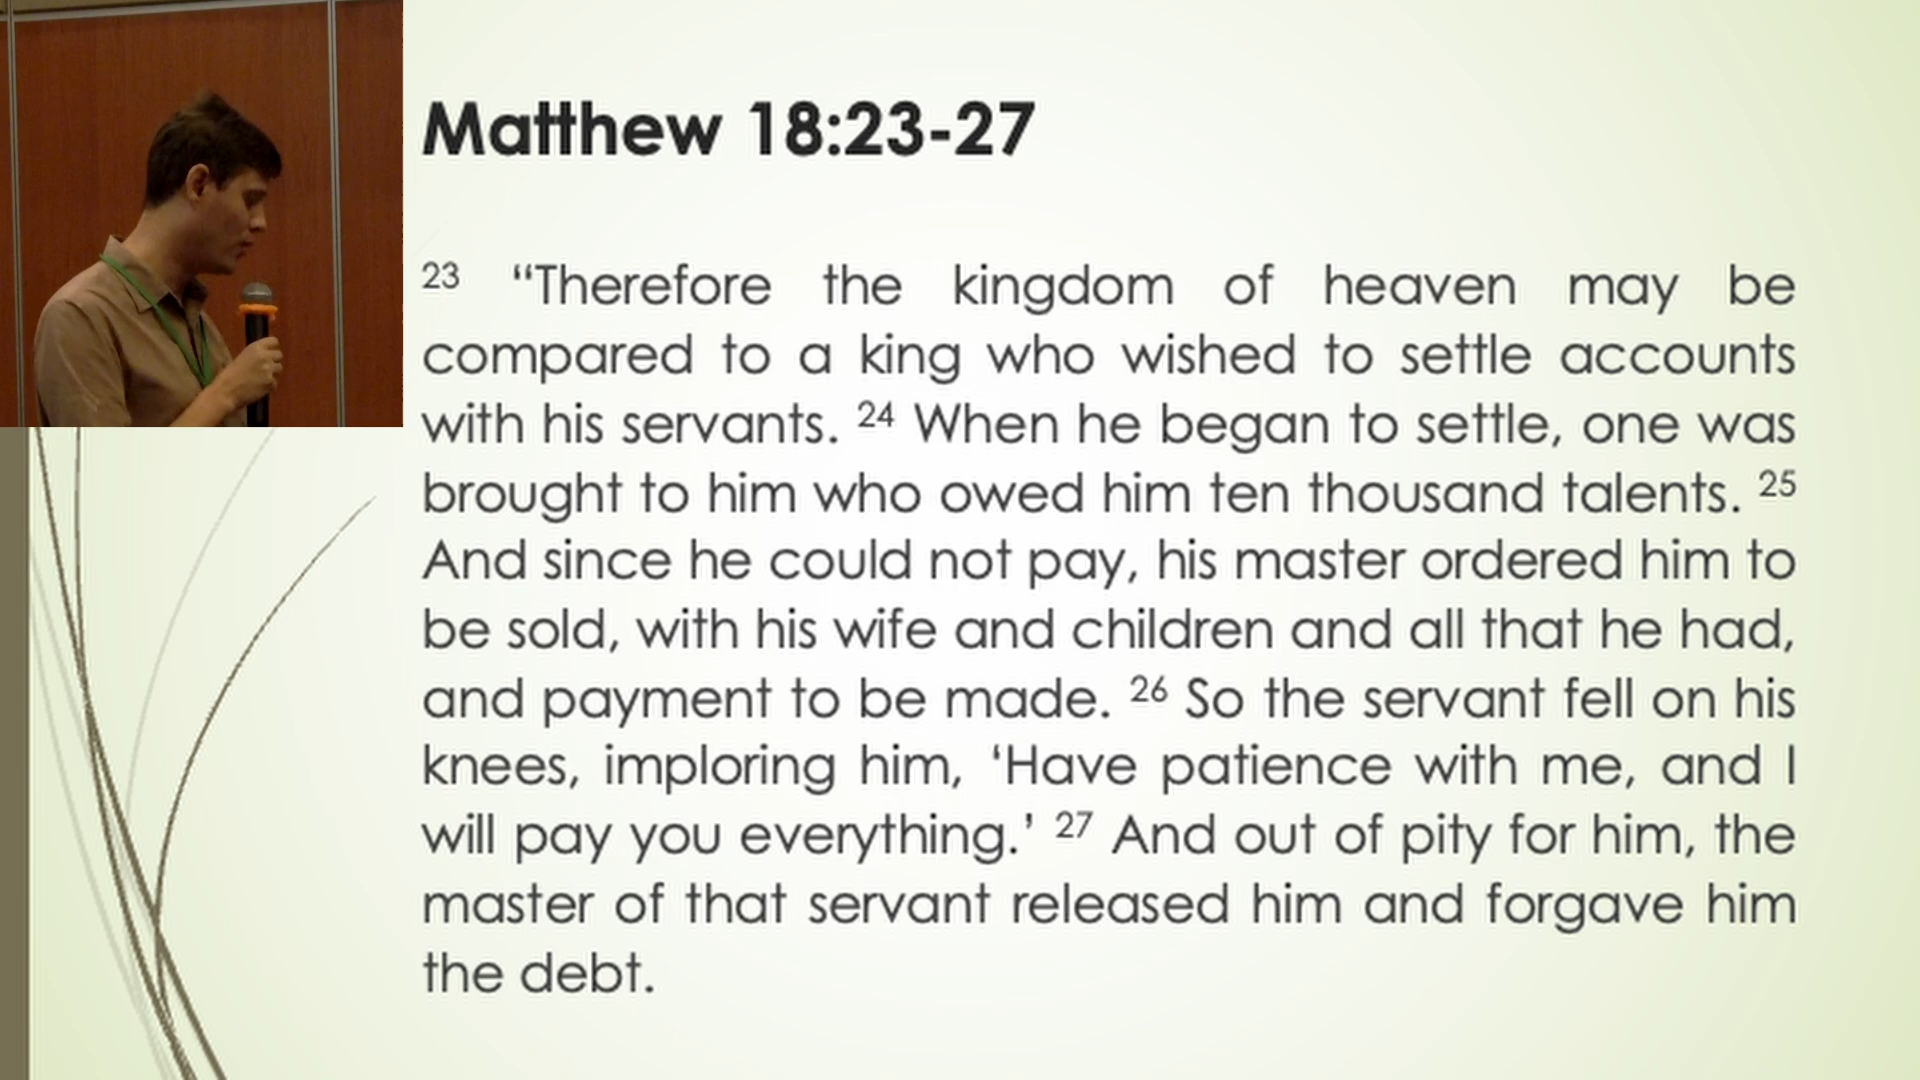 Matthew 18:23-27
23 “Therefore the kingdom of heaven may be
compared to a king who wished to settle accounts
with his servants. 24 When he began to settle, one was
brought to him who owed him ten thousand talents. 25
And since he could not pay, his master ordered him to
be sold, with his wife and children and all that he had,
and payment to be made. 26 So the servant fell on his
knees, imploring him, ‘Have patience with me, and I
will pay you everything.’ 27 And out of pity for him, the
master of that servant released him and forgave him
the debt.